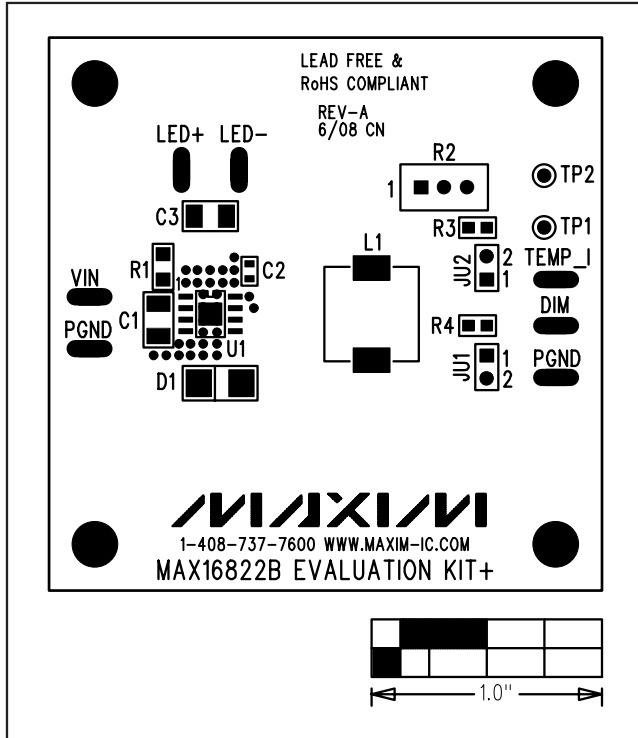 LEAD FREE &
RoHS COMPLIANT
REV-A
6/08 CN
LED+ LED-
R2
1
TP2
C3
R3
TP1
L1
JU2
2
1
TEMP_I
R1
C2
VIN
1
DIM
C1
PGND
R4
U1
JU1
1
2
PGND
D1
MAXIM
1-408-737-7600 WWW.MAXIM-IC.COM
MAX16822B EVALUATION KIT+
1.0"